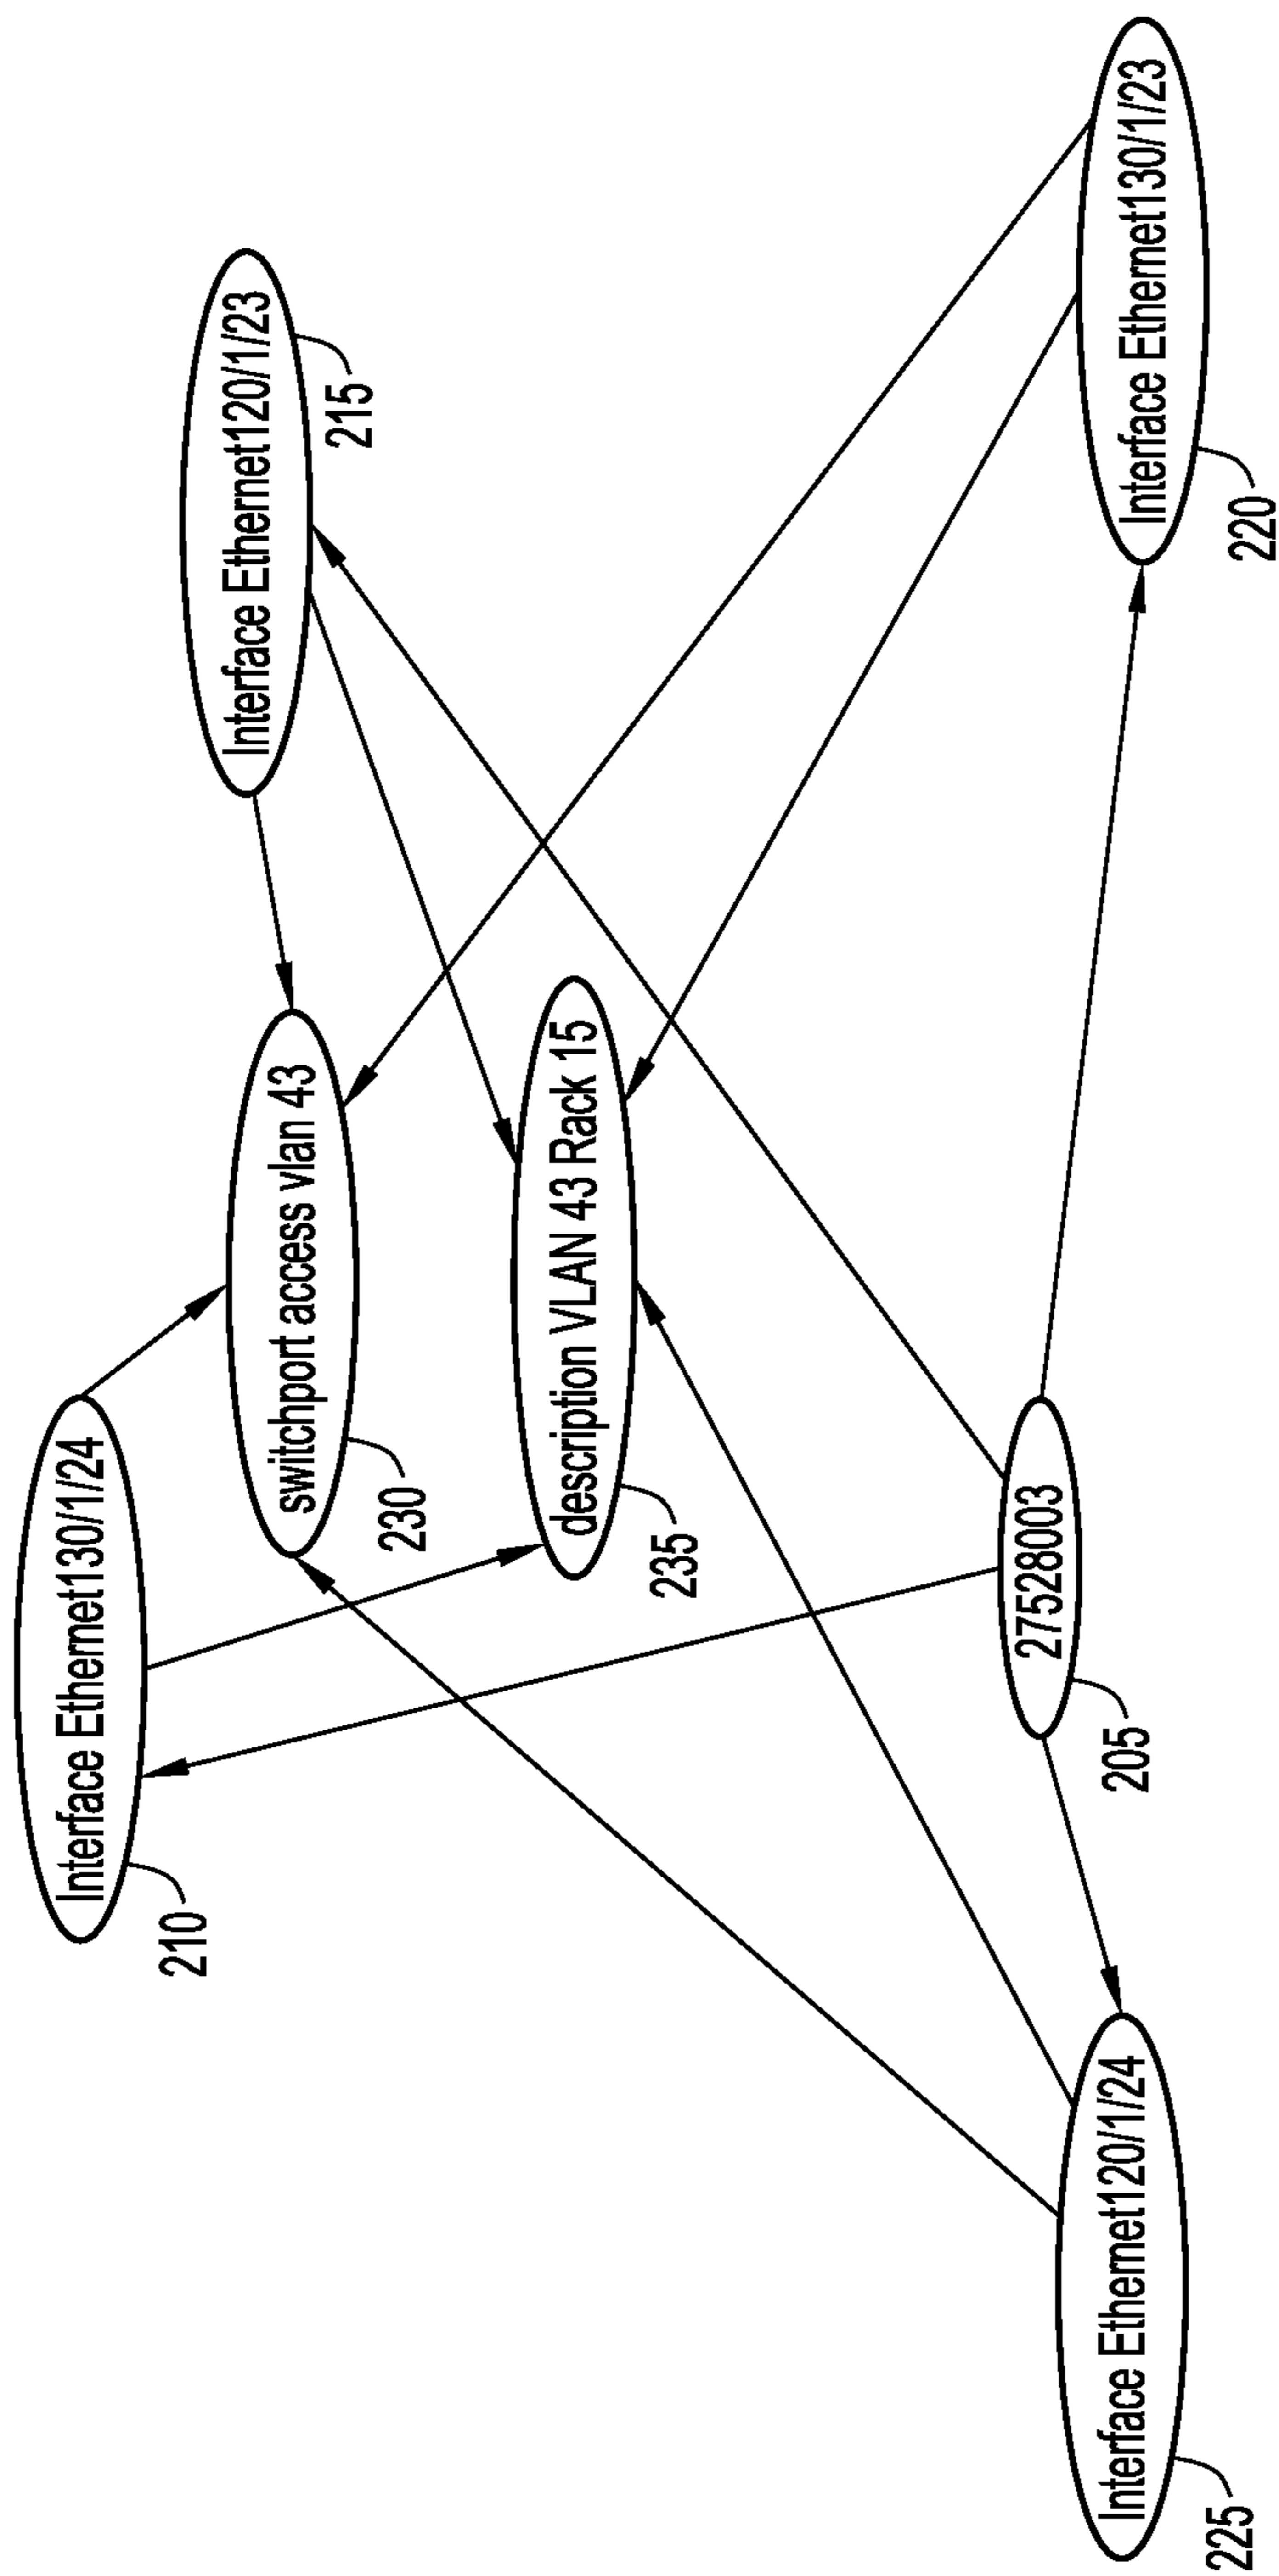 Interface Ethernet130/1/24
210
Interface Ethernet120/1/23
215
switchport access vlan 43
230
description VLAN 43 Rack 15
235
27528003
205
Interface Ethernet120/1/24
225
Interface Ethernet130/1/23
220